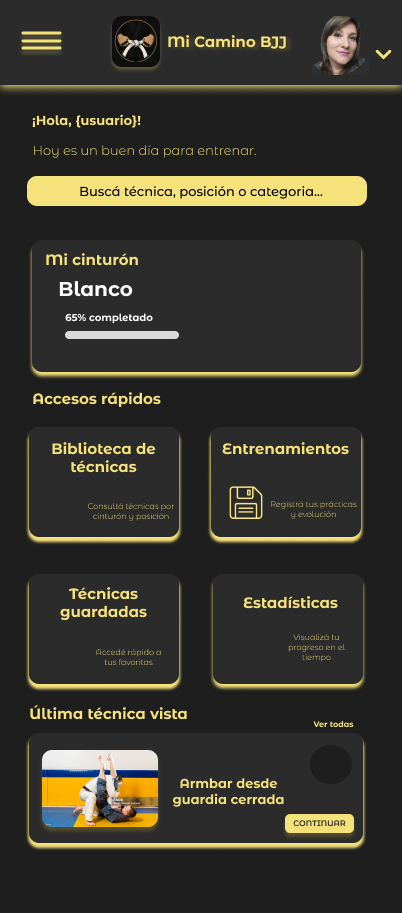 Mi Camino BJJ
¡Hola, {usuario}!
Hoy es un buen día para entrenar.
Buscá técnica, posición o categoria...
Mi cinturón
Blanco
65% completado
Accesos rápidos
Biblioteca de
técnicas
Consultá técnicas por
cinturón y posición
Entrenamientos
Registrá tus prácticas
y evolución
Técnicas
guardadas
Accedé rápido a
tus favoritas
Estadísticas
Visualizá tu
progreso en el
tiempo
Última técnica vista
Ver todas
Armbar desde
guardia cerrada
CONTINUAR